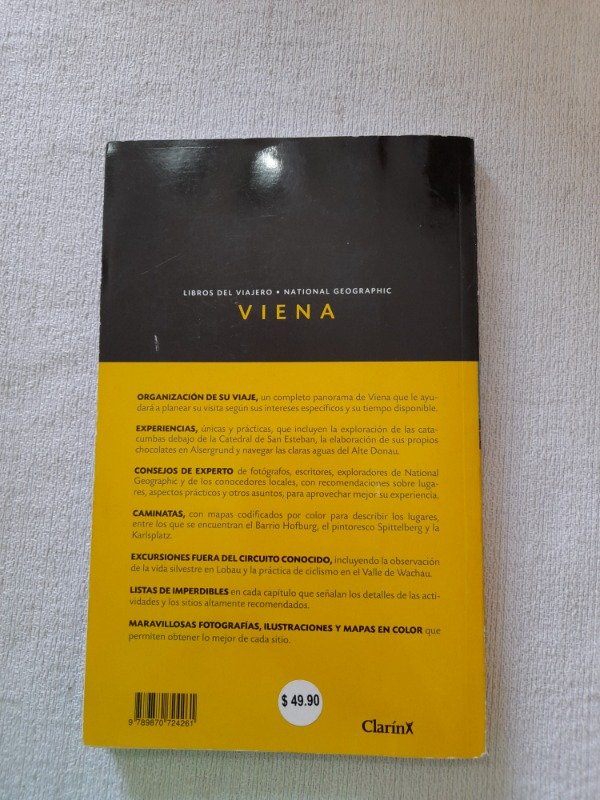 LIBROS DEL VIAJERO • NATIONAL GEOGRAPHIC
VIENA
ORGANIZACIÓN DE SU VIAJE, un completo panorama de Viena que le ayu-
dará a planear su visita según sus intereses específicos y su tiempo disponible.
EXPERIENCIAS, únicas y prácticas, que incluyen la exploración de las cata-
cumbas debajo de la Catedral de San Esteban, la elaboración de sus propios
chocolates en Alsergrund y navegar las claras aguas del Alte Donau.
CONSEJOS DE EXPERTO de fotógrafos, escritores, exploradores de National
Geographic y de los conocedores locales, con recomendaciones sobre luga-
res, aspectos prácticos y otros asuntos, para aprovechar mejor su experiencia.
CAMINATAS, con mapas codificados por color para describir los lugares,
entre los que se encuentran el Barrio Hofburg, el pintoresco Spittelberg y la
Karlsplatz.
EXCURSIONES FUERA DEL CIRCUITO CONOCIDO, incluyendo la observación
de la vida silvestre en Lobau y la práctica de ciclismo en el Valle de Wachau.
LISTAS DE IMPERDIBLES en cada capítulo que señalan los detalles de las acti-
vidades y los sitios altamente recomendados.
MARAVILLOSAS FOTOGRAFÍAS, ILUSTRACIONES Y MAPAS EN COLOR que
permiten obtener lo mejor de cada sitio.
9 789870 724261
$ 49.90
Clarín